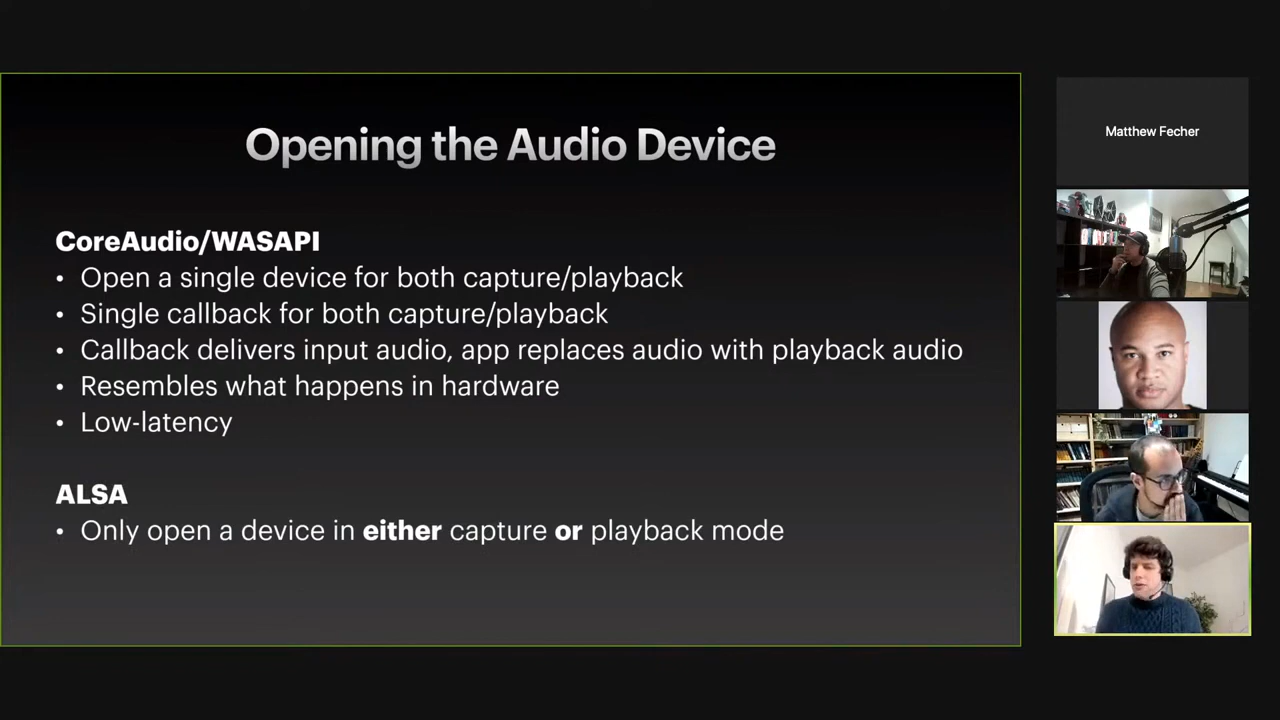 Opening the Audio Device
CoreAudio/WASAPI
• Open a single device for both capture/playback
• Single callback for both capture/playback
• Callback delivers input audio, app replaces audio with playback audio
• Resembles what happens in hardware
• Low-latency
ALSA
• Only open a device in either capture or playback mode
Matthew Fecher